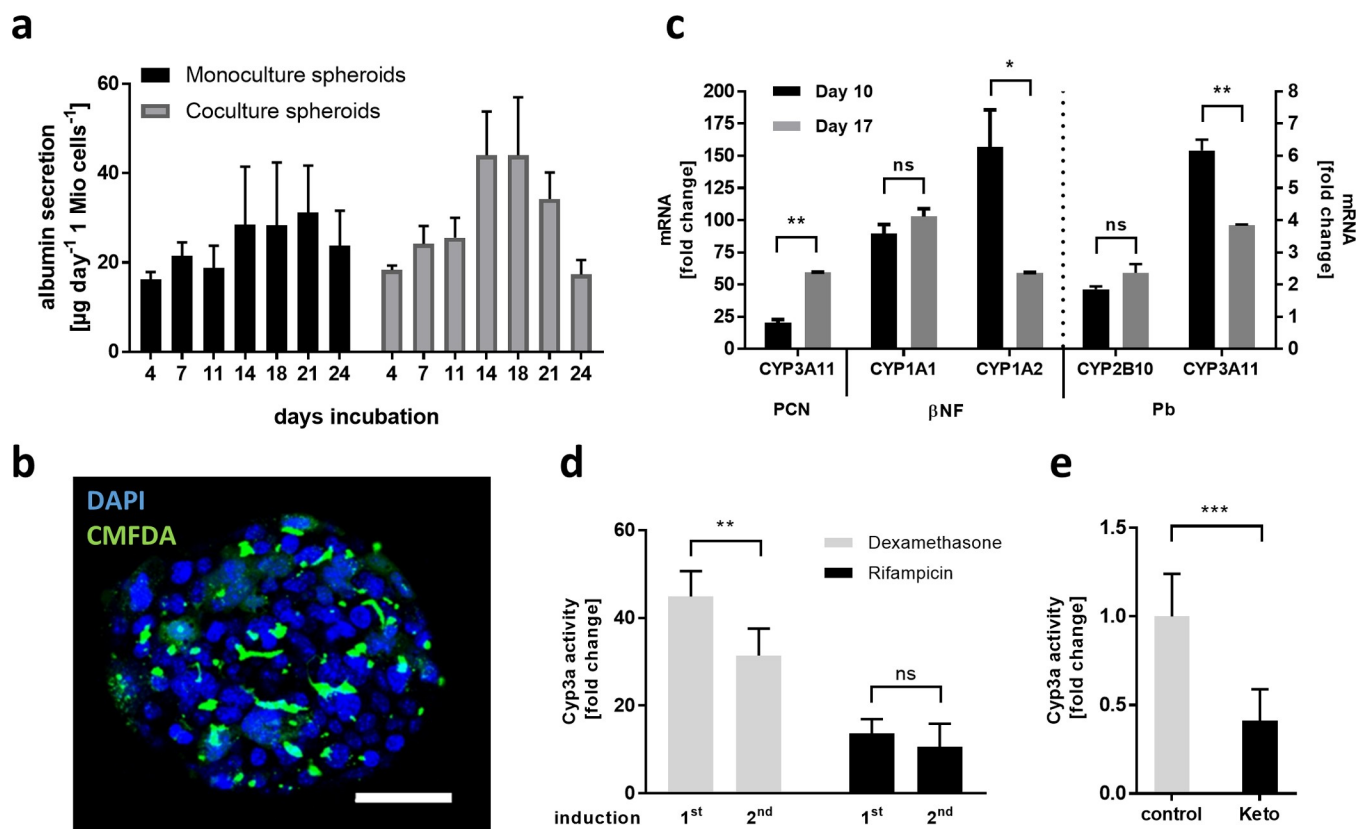 a
Monoculture spheroids
Coculture spheroids
albumin secretion
[µg day⁻¹ 1 Mio cells⁻¹]
60
40
20
0
4 7 11 14 18 21 24 4 7 11 14 18 21 24
days incubation
b
DAPI
CMFDA
c
Day 10
Day 17
mRNA
[fold change]
200
175
150
125
100
75
50
25
0
**
ns
*
ns
**
8
7
6
5
4
3
2
1
0
mRNA
[fold change]
CYP3A11 CYP1A1 CYP1A2 CYP2B10 CYP3A11
PCN βNF Pb
d
Dexamethasone
Rifampicin
Cyp3a activity
[fold change]
60
40
20
0
**
ns
induction 1st 2nd 1st 2nd
e
Cyp3a activity
[fold change]
1.5
1.0
0.5
0.0
***
control Keto